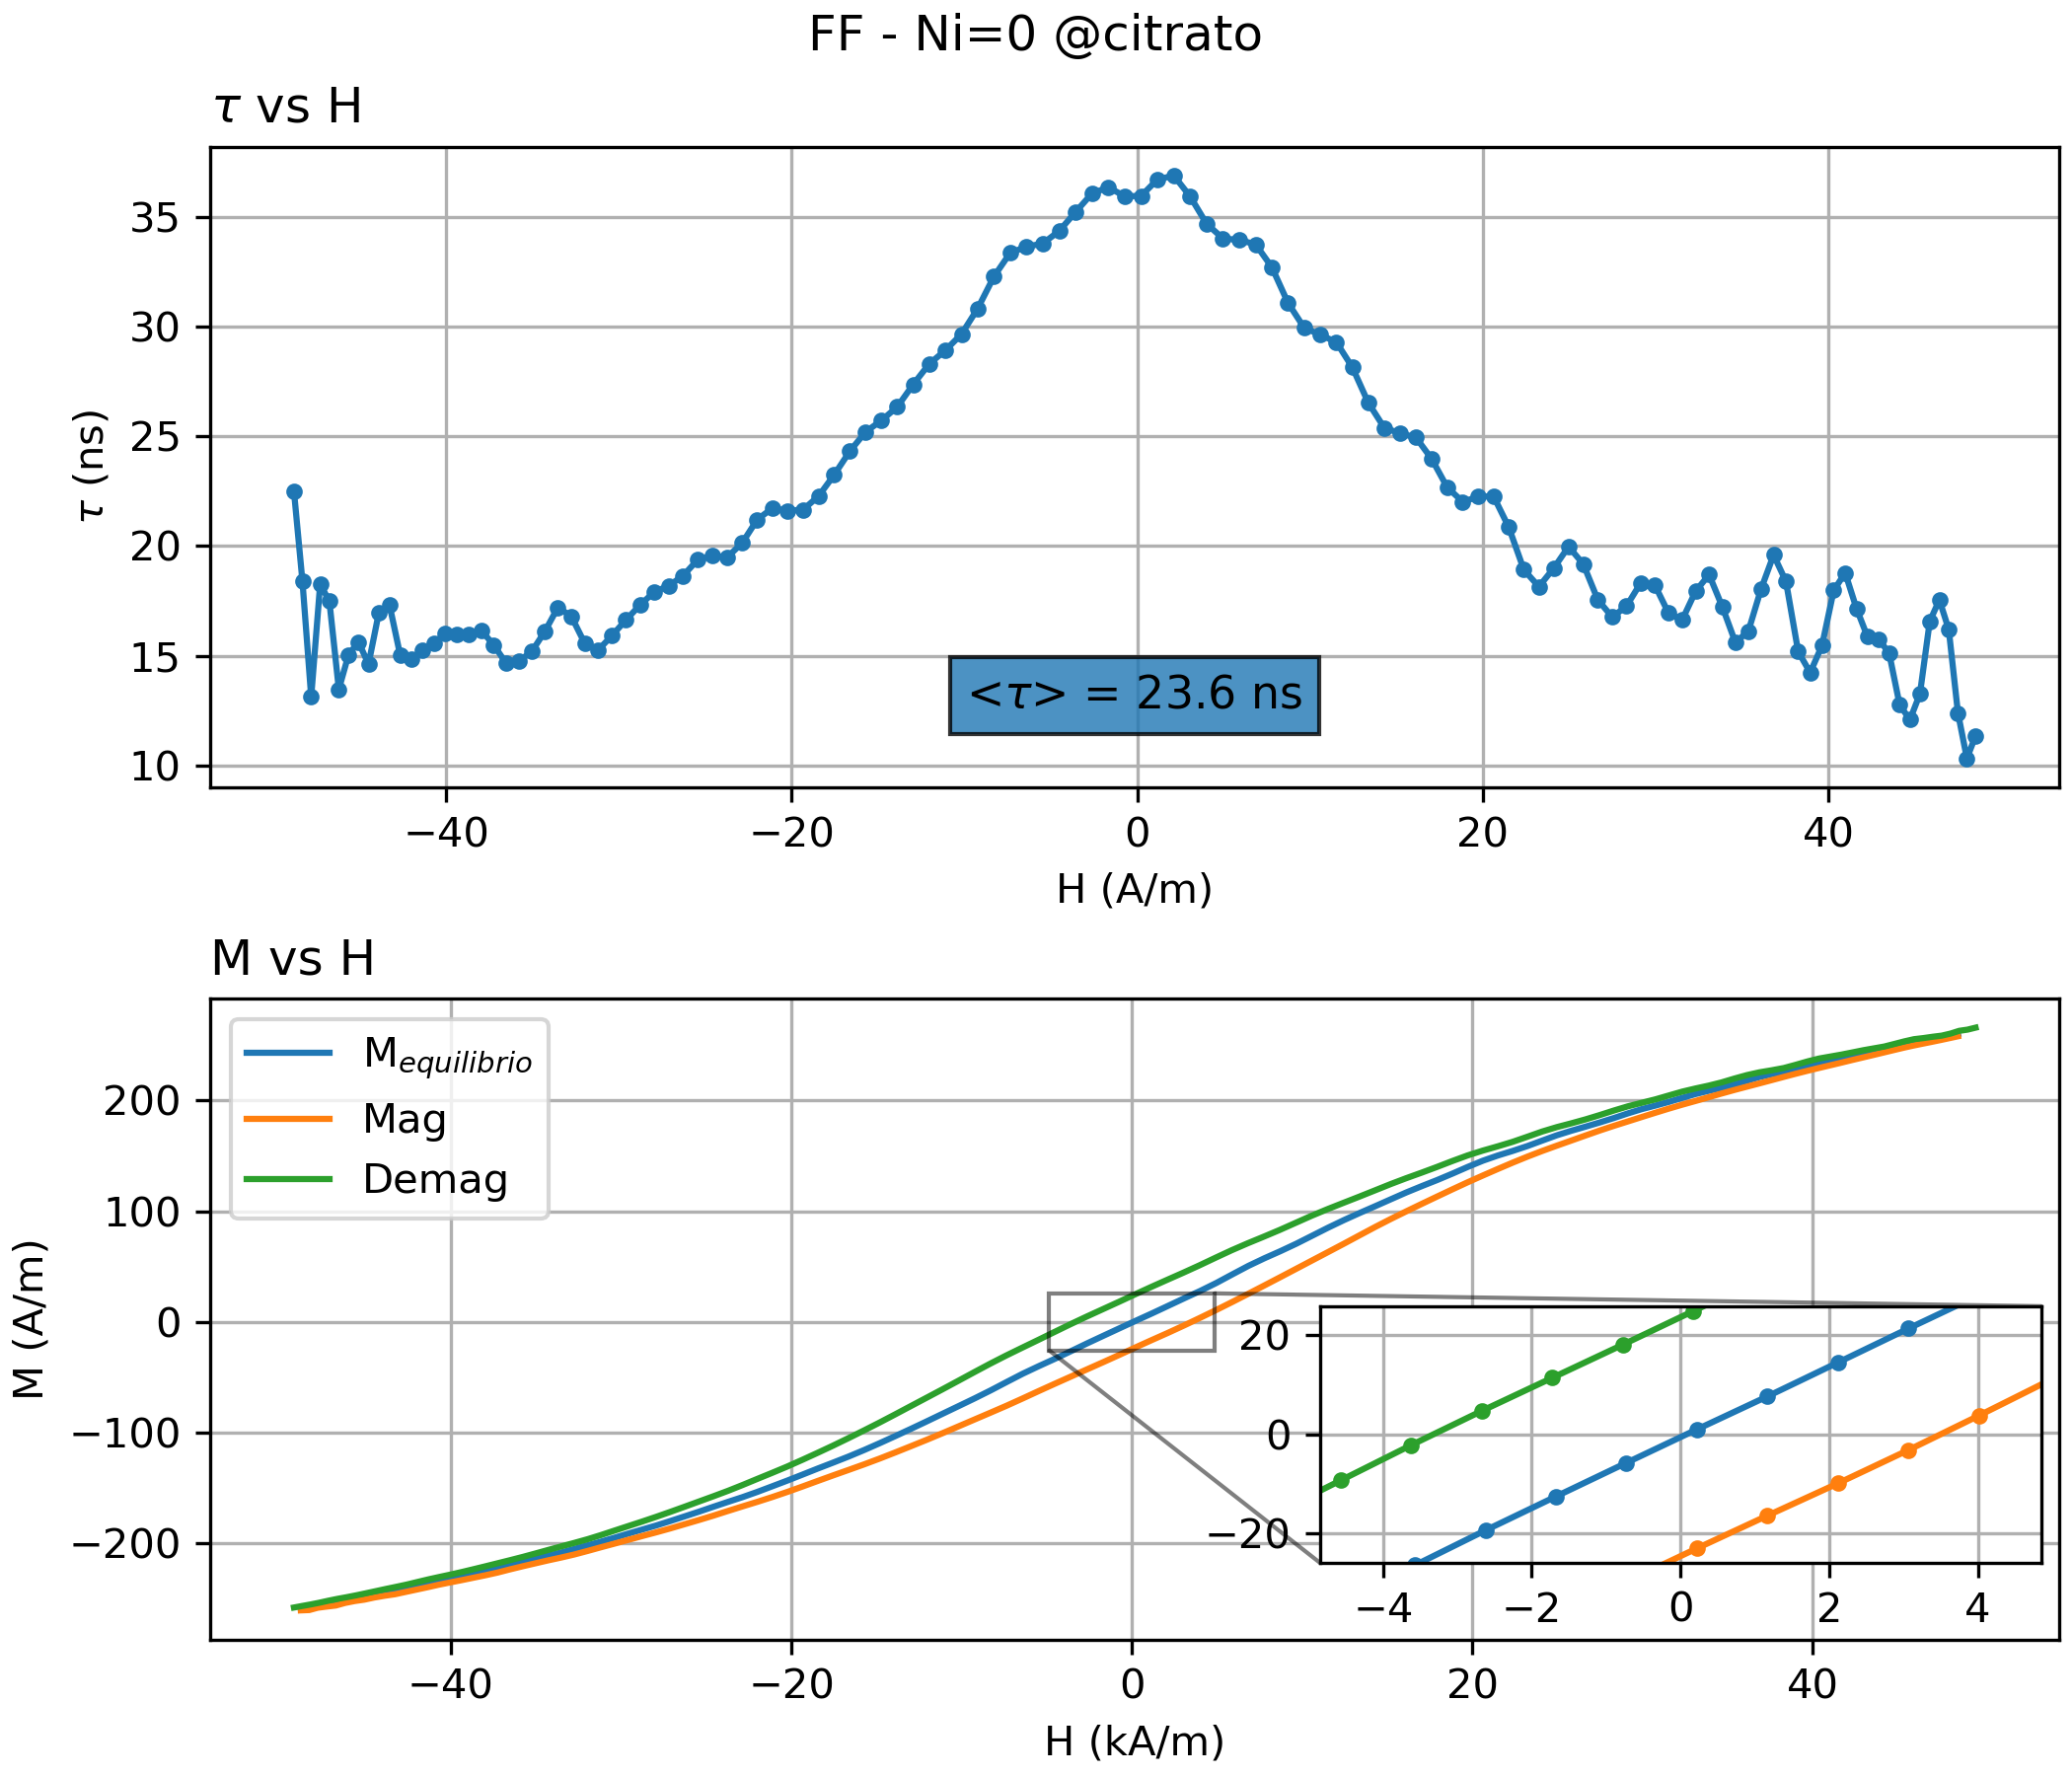 FF - Ni=0 @citrato
τ vs H
35
30
25
20
15
10
τ (ns)
<τ> = 23.6 ns
−40 −20 0 20 40
H (A/m)
M vs H
M_equilibrio
Mag
Demag
200
100
0
−100
−200
M (A/m)
20
0
−20
−4 −2 0 2 4
−40 −20 0 20 40
H (kA/m)